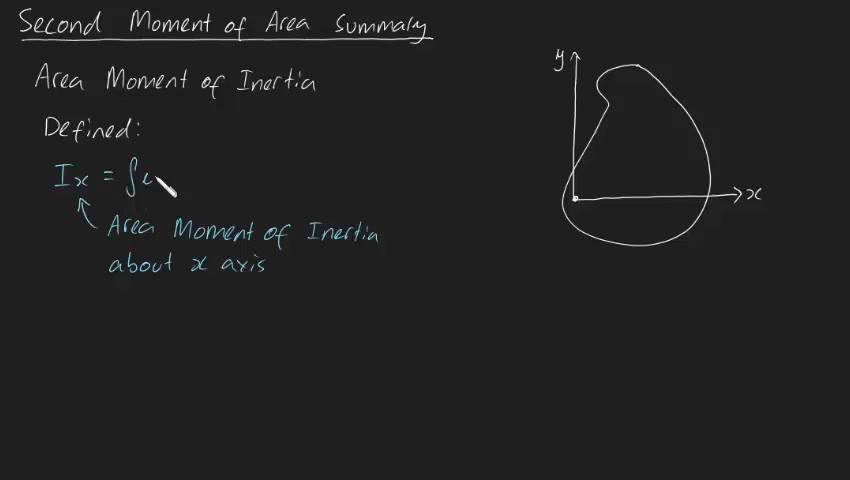 Second Moment of Area Summary
Area Moment of Inertia
Defined:
Ix = ∫
Area Moment of Inertia
about x axis
y
x